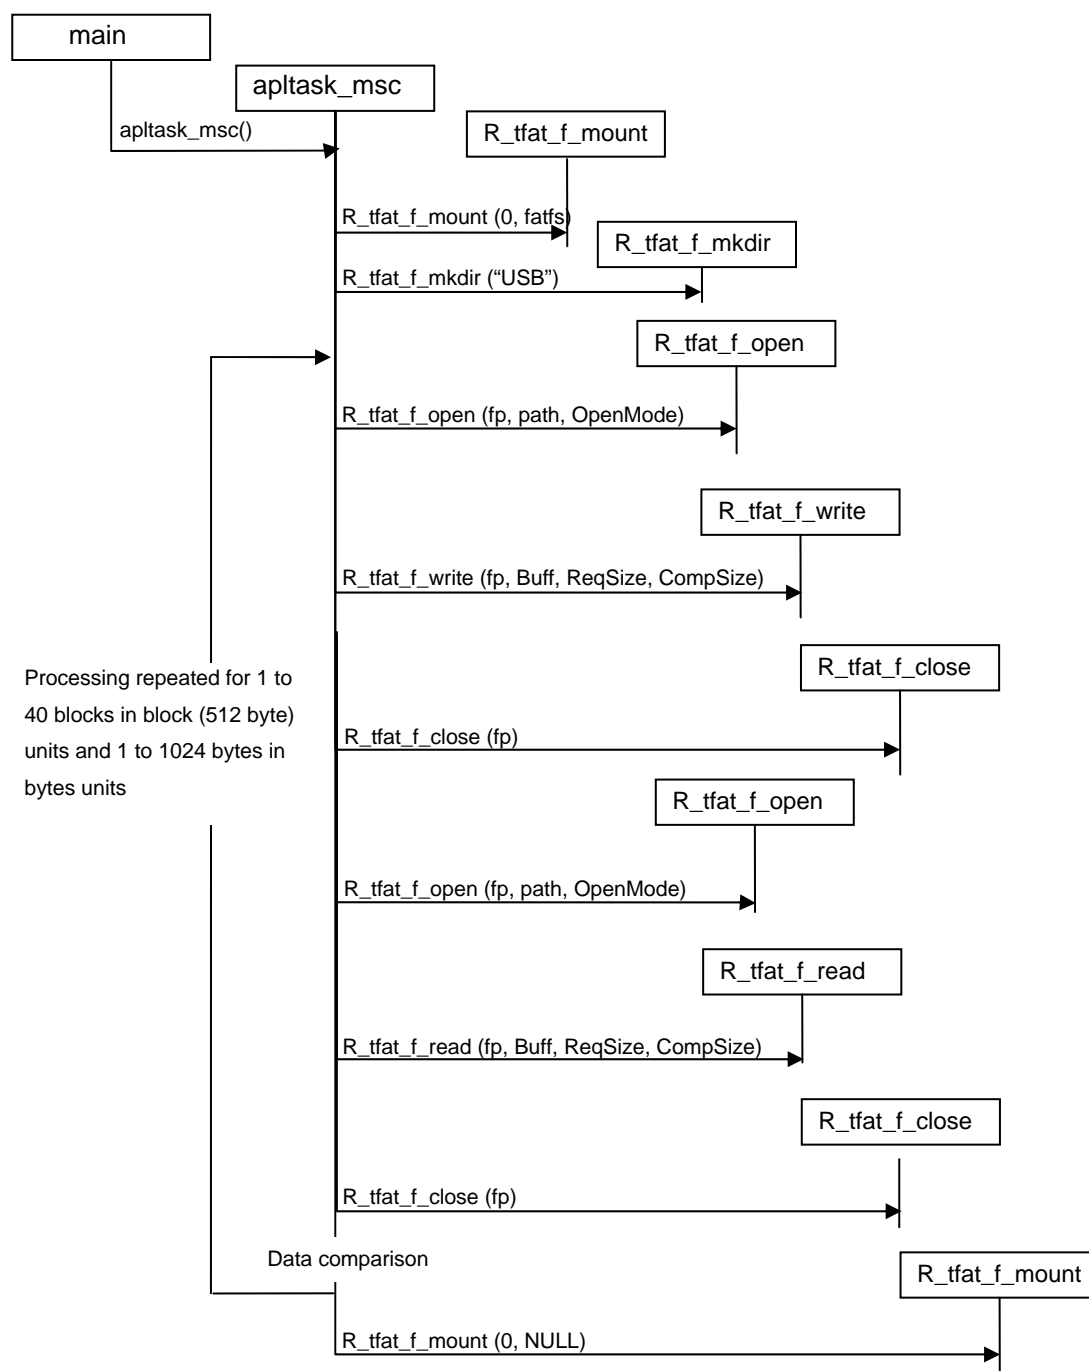 main
apltask_msc
apltask_msc()
R_tfat_f_mount
R_tfat_f_mount (0, fatfs)
R_tfat_f_mkdir
R_tfat_f_mkdir (“USB”)
R_tfat_f_open
R_tfat_f_open (fp, path, OpenMode)
R_tfat_f_write
R_tfat_f_write (fp, Buff, ReqSize, CompSize)
R_tfat_f_close
Processing repeated for 1 to
40 blocks in block (512 byte)
units and 1 to 1024 bytes in
bytes units
R_tfat_f_close (fp)
R_tfat_f_open
R_tfat_f_open (fp, path, OpenMode)
R_tfat_f_read
R_tfat_f_read (fp, Buff, ReqSize, CompSize)
R_tfat_f_close
R_tfat_f_close (fp)
Data comparison
R_tfat_f_mount
R_tfat_f_mount (0, NULL)